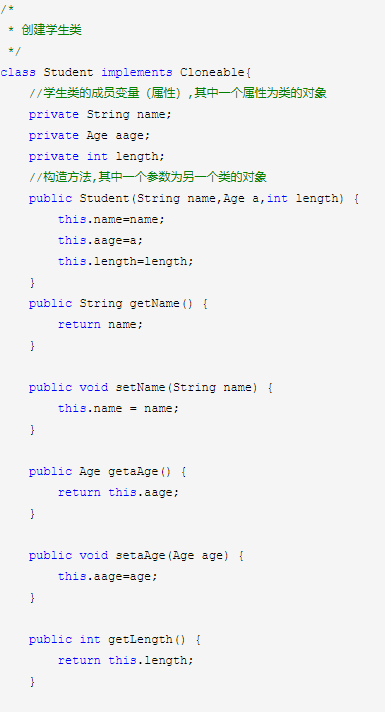 /*
 * 创建学生类
 */
class Student implements Cloneable{
    //学生类的成员变量（属性）,其中一个属性为类的对象
    private String name;
    private Age aage;
    private int length;
    //构造方法,其中一个参数为另一个类的对象
    public Student(String name,Age a,int length) {
        this.name=name;
        this.aage=a;
        this.length=length;
    }
    public String getName() {
        return name;
    }

    public void setName(String name) {
        this.name = name;
    }

    public Age getaAge() {
        return this.aage;
    }

    public void setaAge(Age age) {
        this.aage=age;
    }

    public int getLength() {
        return this.length;
    }